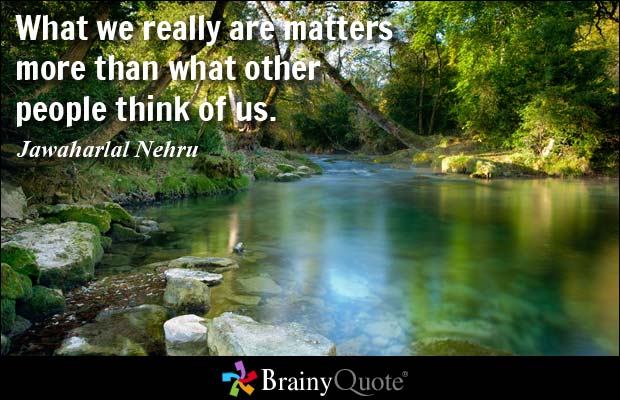 What we really are matters
more than what other
people think of us.
Jawaharlal Nehru
BrainyQuote®